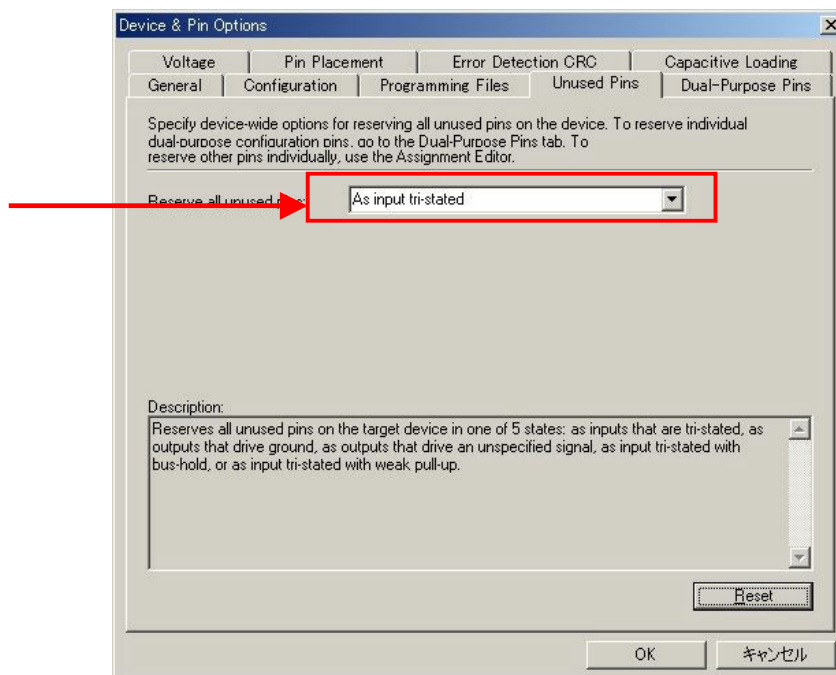 Device & Pin Options
Voltage Pin Placement Error Detection CRC Capacitive Loading
General Configuration Programming Files Unused Pins Dual-Purpose Pins
Specify device-wide options for reserving all unused pins on the device. To reserve individual
dual-purpose configuration pins, go to the Dual-Purpose Pins tab. To
reserve other pins individually, use the Assignment Editor.
Reserve all unused pins: As input tri-stated
Description:
Reserves all unused pins on the target device in one of 5 states: as inputs that are tri-stated, as
outputs that drive ground, as outputs that drive an unspecified signal, as input tri-stated with
bus-hold, or as input tri-stated with weak pull-up.
Reset
OK キャンセル